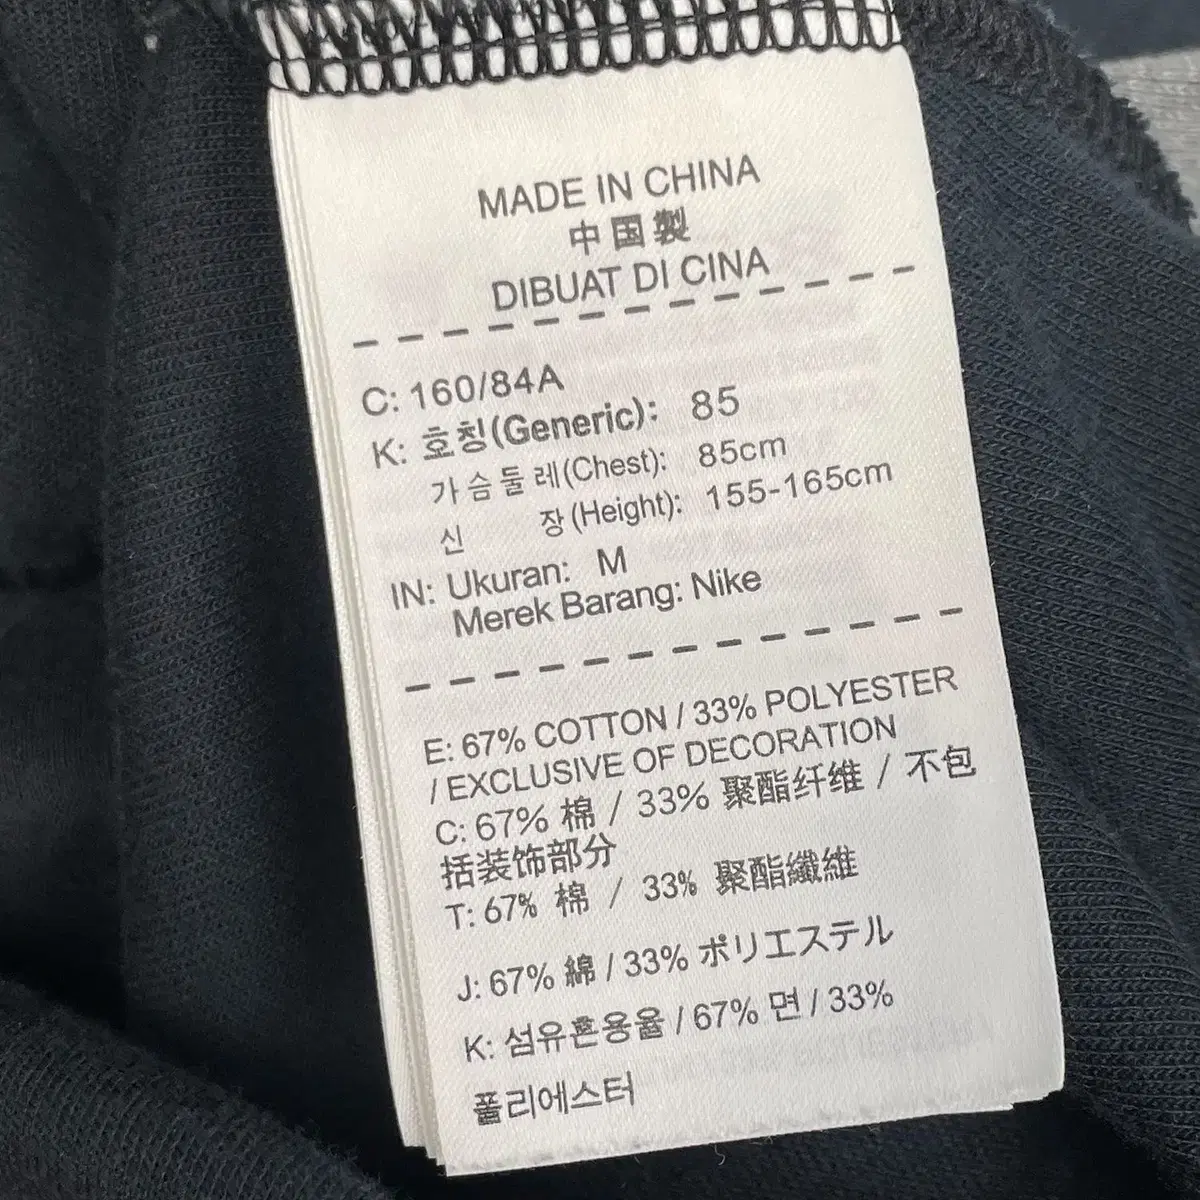 MADE IN CHINA
中国製
DIBUAT DI CINA
C: 160/84A
K: 호칭(Generic): 85
가슴둘레(Chest): 85cm
신 장(Height): 155-165cm
IN: Ukuran: M
Merek Barang: Nike
E: 67% COTTON / 33% POLYESTER
/ EXCLUSIVE OF DECORATION
C: 67% 棉 / 33% 聚酯纤维 / 不包
括装饰部分
T: 67% 棉 / 33% 聚酯纖維
J: 67% 綿 / 33% ポリエステル
K: 섬유혼용율 / 67% 면 / 33%
폴리에스터